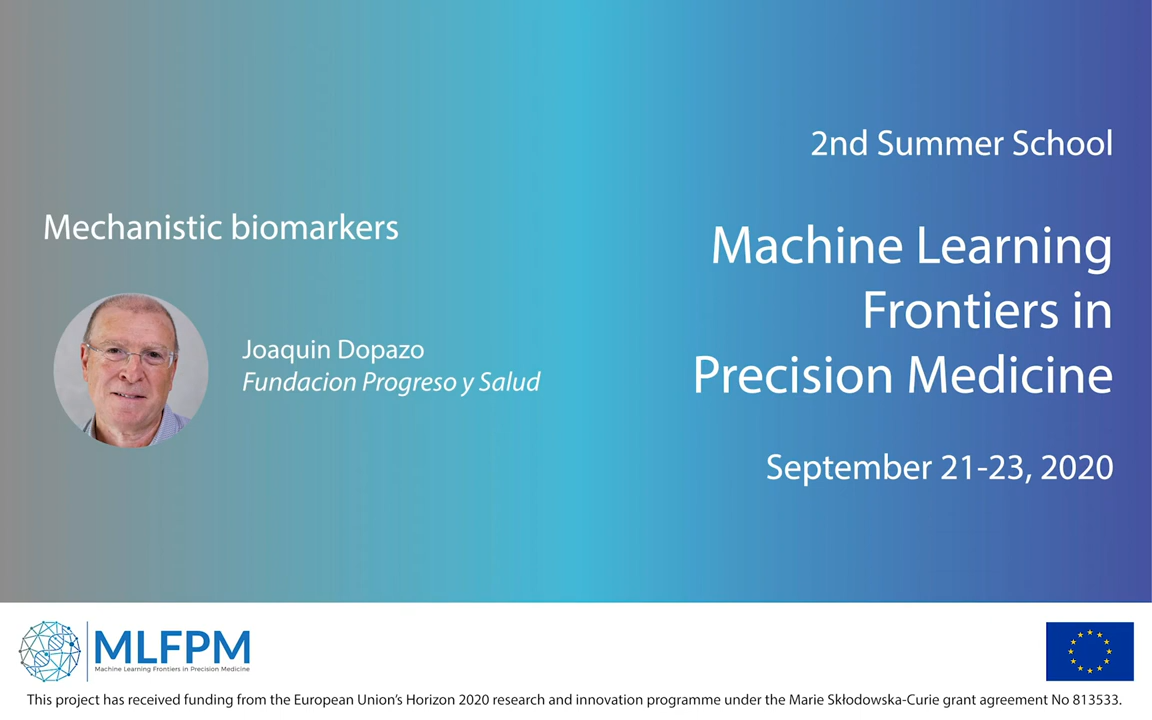 Mechanistic biomarkers
Joaquin Dopazo
Fundacion Progreso y Salud
2nd Summer School
Machine Learning
Frontiers in
Precision Medicine
September 21-23, 2020
MLFPM
Machine Learning Frontiers in Precision Medicine
This project has received funding from the European Union's Horizon 2020 research and innovation programme under the Marie Skłodowska-Curie grant agreement No 813533.